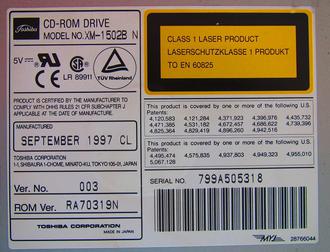 Toshiba
CD-ROM DRIVE
MODEL NO. XM-1502B N
5V
LR 89911
TÜV Rheinland
PRODUCT IS CERTIFIED BY THE MANUFACTURER TO
COMPLY WITH DHHS RULES 21 CFR SUBCHAPTER J
APPLICABLE AT THE DATE OF MANUFACTURE.
MANUFACTURED:
SEPTEMBER 1997 CL
TOSHIBA CORPORATION
1-1, SHIBAURA 1-CHOME, MINATO-KU, TOKYO 105-01, JAPAN
Ver. No. 003
ROM Ver. RA70319N
TOSHIBA CORPORATION
MADE IN JAPAN
CLASS 1 LASER PRODUCT
LASERSCHUTZKLASSE 1 PRODUKT
TO EN 60825
This product is covered by one or more of the following U.S.
Patents:
4,120,583 4,121,284 4,371,923 4,396,976 4,435,732
4,471,385 4,531,182 4,672,457 4,686,622 4,739,396
4,825,364 4,829,419 4,896,260 4,942,516
This product is covered by one or more of the following
Patents:
4,495,474 4,575,835 4,937,803 4,949,323 4,955,010
5,067,128
SERIAL NO. 799A505318
28766044